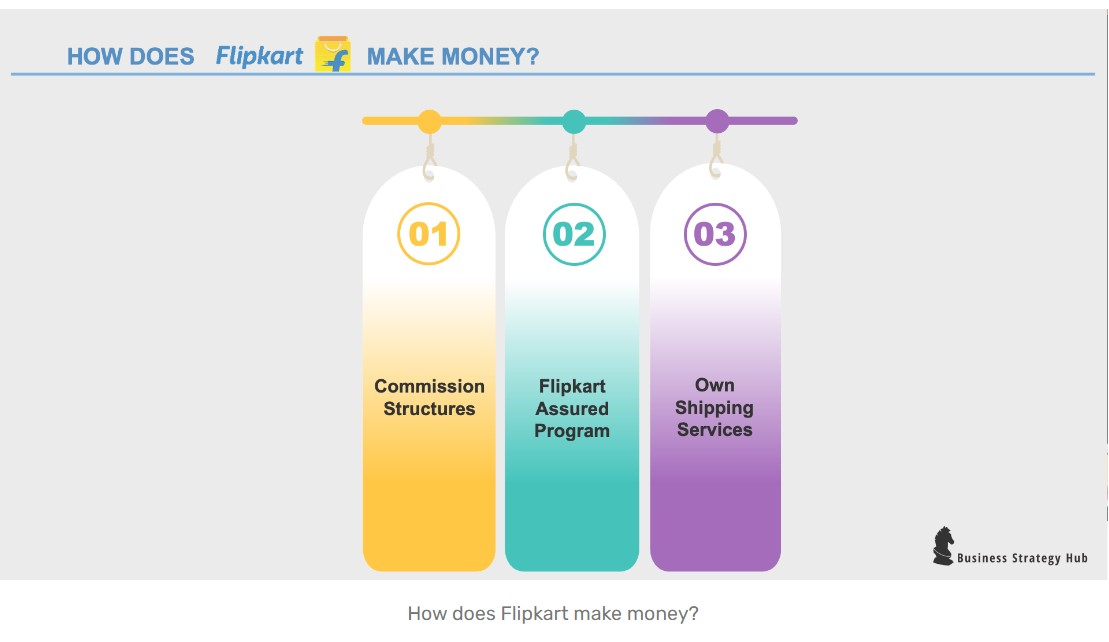 HOW DOES Flipkart MAKE MONEY?
01
Commission
Structures
02
Flipkart
Assured
Program
03
Own
Shipping
Services
Business Strategy Hub
How does Flipkart make money?